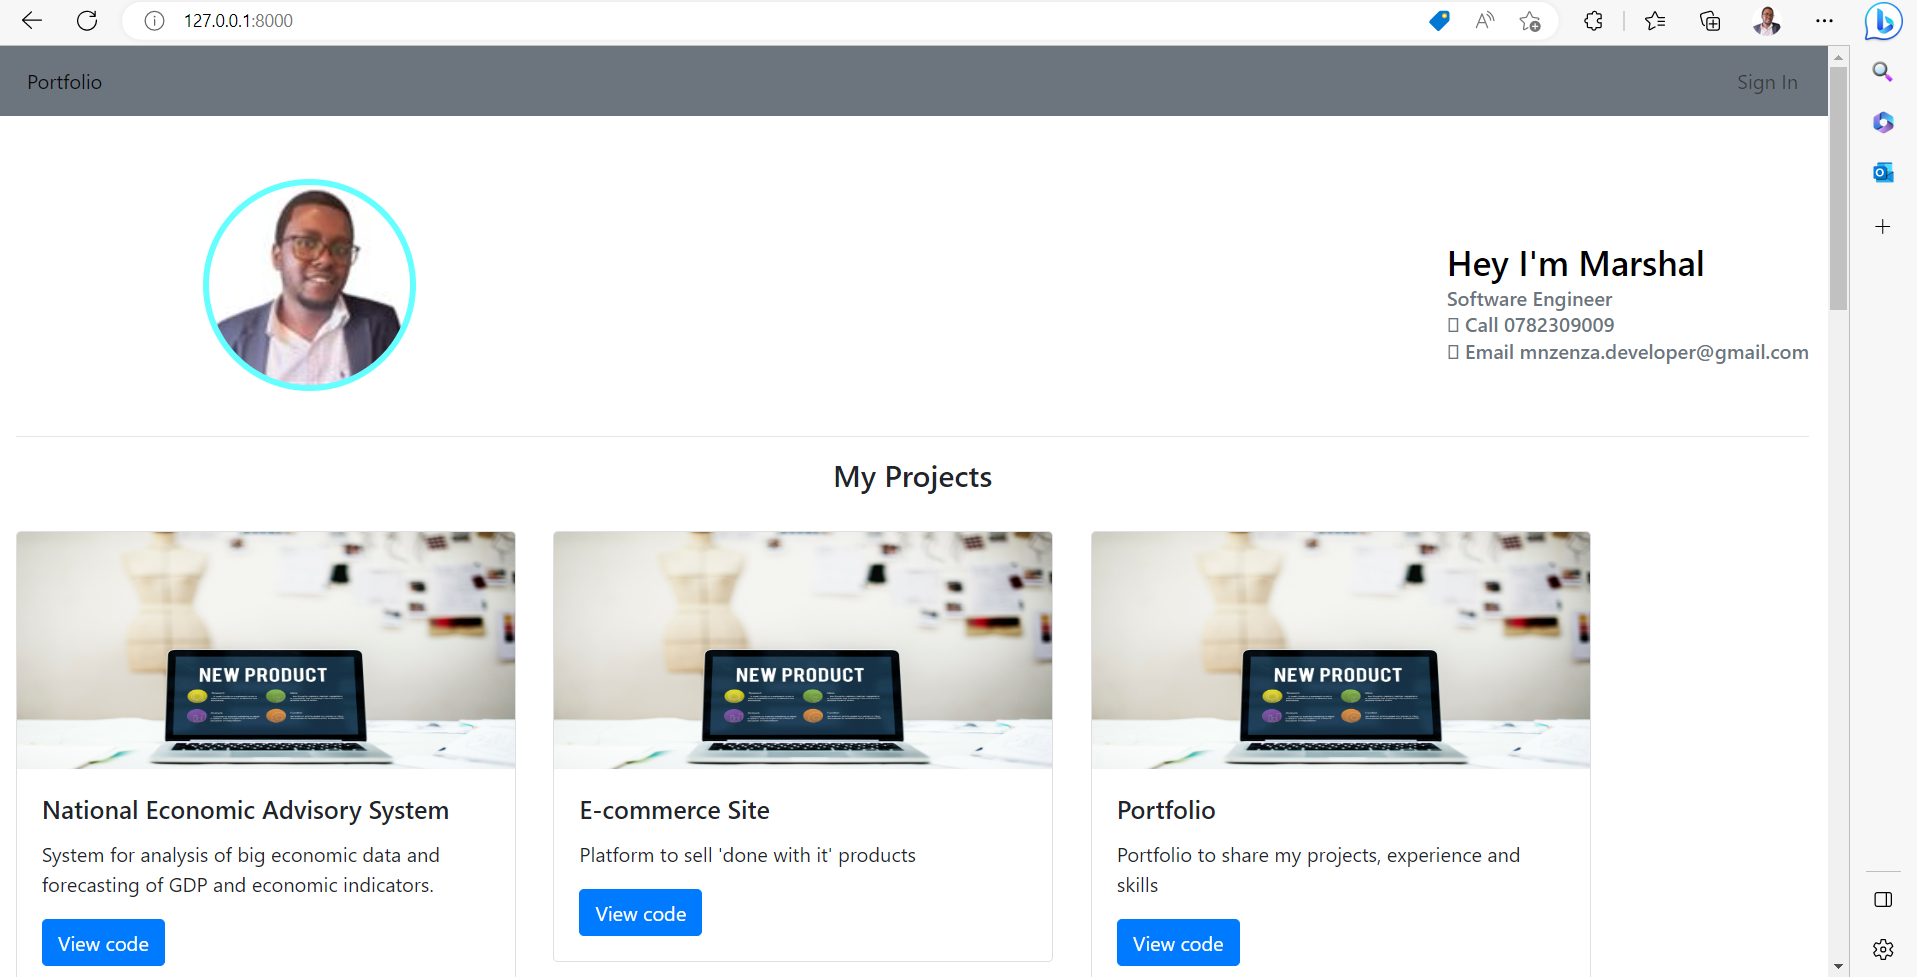 127.0.0.1:8000
Portfolio
Sign In
Hey I'm Marshal
Software Engineer
Call 0782309009
Email mnzenza.developer@gmail.com
My Projects
NEW PRODUCT
NEW PRODUCT
NEW PRODUCT
National Economic Advisory System
System for analysis of big economic data and
forecasting of GDP and economic indicators.
View code
E-commerce Site
Platform to sell 'done with it' products
View code
Portfolio
Portfolio to share my projects, experience and
skills
View code